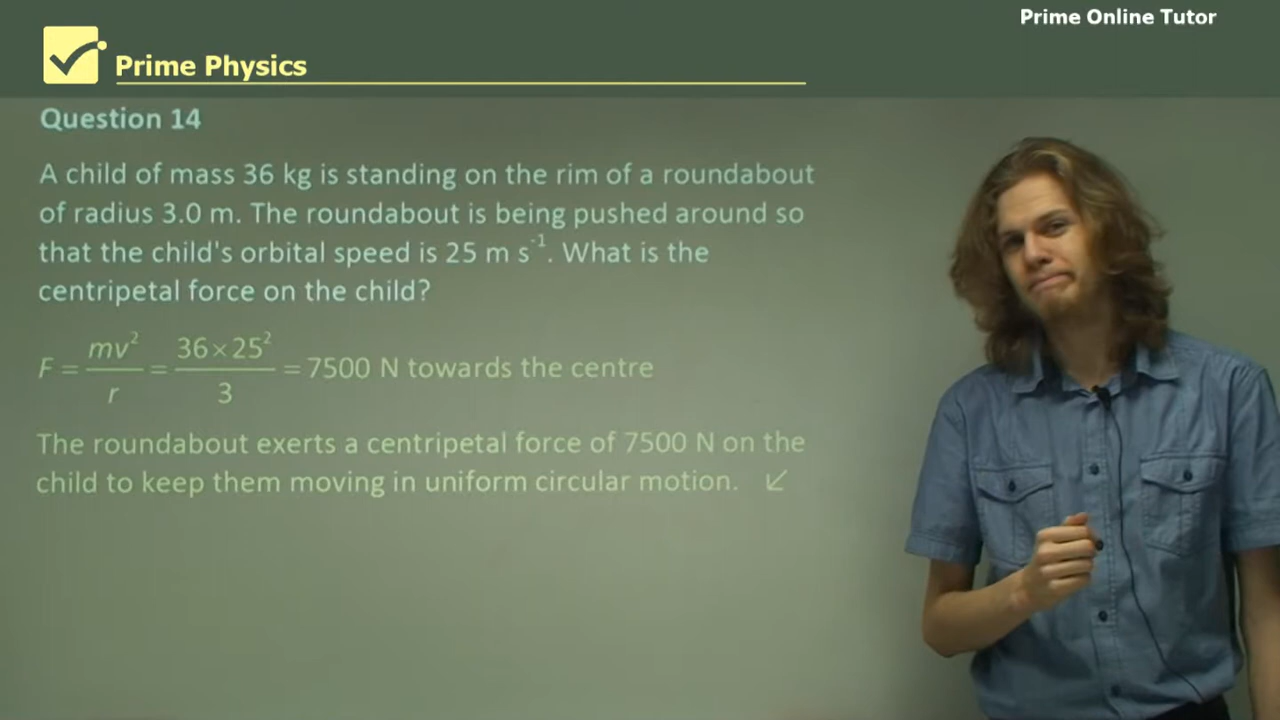 Prime Online Tutor
Prime Physics
Question 14
A child of mass 36 kg is standing on the rim of a roundabout
of radius 3.0 m. The roundabout is being pushed around so
that the child's orbital speed is 25 m s⁻¹. What is the
centripetal force on the child?
F = mv²/r = 36×25²/3 = 7500 N towards the centre
The roundabout exerts a centripetal force of 7500 N on the
child to keep them moving in uniform circular motion. ↙